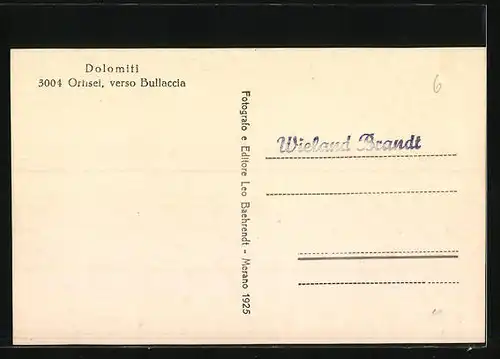 Dolomiti
3004 Ortisei, verso Bullaccia
Fotografo e Editore Leo Baehrendt - Merano 1925
Wieland Brandt
6